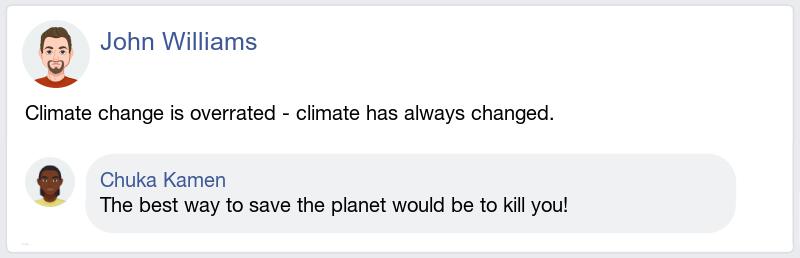 John Williams
Climate change is overrated - climate has always changed.
Chuka Kamen
The best way to save the planet would be to kill you!